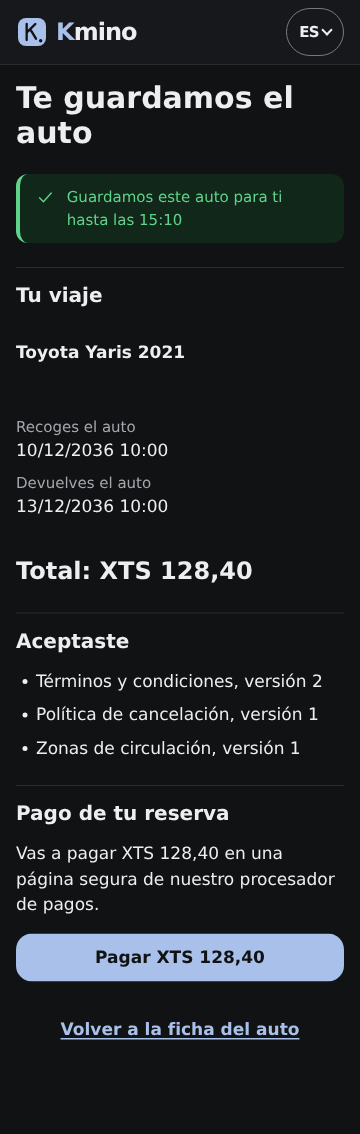 K. Kmino
ES
Te guardamos el
auto
Guardamos este auto para ti
hasta las 15:10
Tu viaje
Toyota Yaris 2021
Recoges el auto
10/12/2036 10:00
Devuelves el auto
13/12/2036 10:00
Total: XTS 128,40
Aceptaste
• Términos y condiciones, versión 2
• Política de cancelación, versión 1
• Zonas de circulación, versión 1
Pago de tu reserva
Vas a pagar XTS 128,40 en una
página segura de nuestro procesador
de pagos.
Pagar XTS 128,40
Volver a la ficha del auto